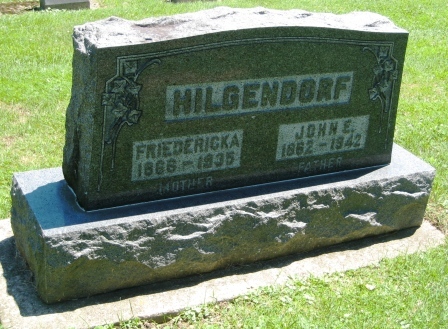 HILGENDORF
FRIEDERICKA
1866-1935
MOTHER
JOHN E.
1862-1942
FATHER